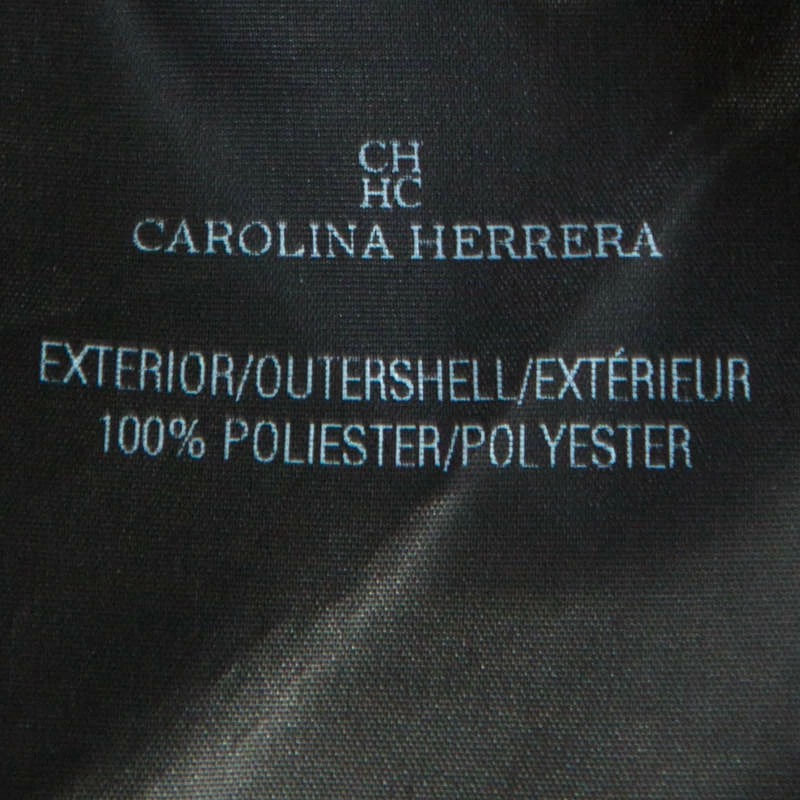 CH
HC
CAROLINA HERRERA
EXTERIOR/OUTERSHELL/EXTÉRIEUR
100% POLIESTER/POLYESTER